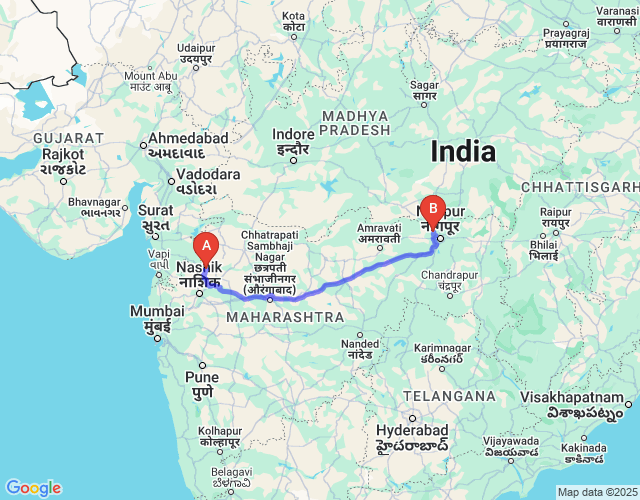 Kota
कोटा
Varanasi
वाराणसी
Prayagraj
प्रयागराज
Udaipur
उदयपुर
Mount Abu
माउंट आबू
Sagar
सागर
MADHYA
PRADESH
GUJARAT
Ahmedabad
અમદાવાદ
Indore
इन्दौर
India
Rajkot
રાજકોટ
Vadodara
વડોદરા
CHHATTISGARH
Bhavnagar
ભાવનગર
Surat
સુરત
A
B
Amravati
अमरावती
नागपूर
Raipur
रायपुर
Bhilai
भिलाई
Chhatrapati
Sambhaji
Nagar
छत्रपती
संभाजीनगर
(औरंगाबाद)
Vapi
વાપી
Nashik
नाशिक
Chandrapur
चंद्रपूर
Mumbai
मुंबई
MAHARASHTRA
Nanded
नांदेड
Karimnagar
కరీంనగర్
Pune
पुणे
TELANGANA
Visakhapatnam
విశాఖపట్నం
Hyderabad
హైదరాబాద్
Kolhapur
कोल्हापूर
Vijayawada
విజయవాడ
Kakinada
కాకినాడ
Belagavi
ಬೆಳಗಾವಿ
Google
Map data ©2025